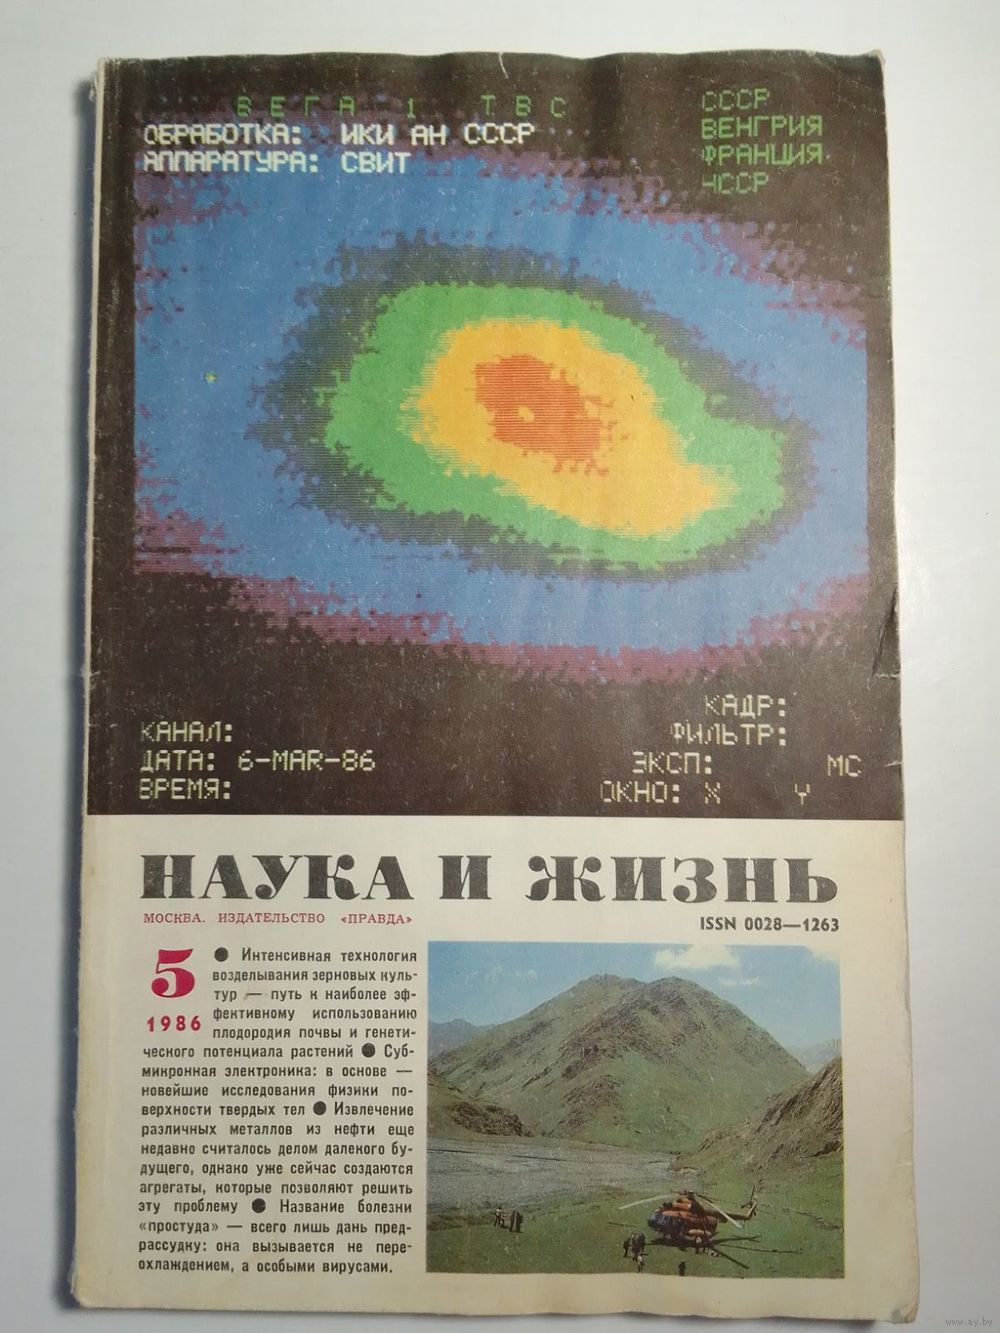 ВЕГА 1 ТВС
ОБРАБОТКА: ИКИ АН СССР
АППАРАТУРА: СВИТ
СССР
ВЕНГРИЯ
ФРАНЦИЯ
ЧССР
КАНАЛ:
ДАТА: 6-MAR-86
ВРЕМЯ:
КАДР:
ФИЛЬТР:
ЭКСП: МС
ОКНО: X Y
НАУКА И ЖИЗНЬ
МОСКВА. ИЗДАТЕЛЬСТВО «ПРАВДА»
ISSN 0028—1263
5
1986
● Интенсивная технология
возделывания зерновых куль-
тур — путь к наиболее эф-
фективному использованию
плодородия почвы и генети-
ческого потенциала растений ● Суб-
микронная электроника: в основе —
новейшие исследования физики по-
верхности твердых тел ● Извлечение
различных металлов из нефти еще
недавно считалось делом далекого бу-
дущего, однако уже сейчас создаются
агрегаты, которые позволяют решить
эту проблему ● Название болезни
«простуда» — всего лишь дань пред-
рассудку: она вызывается не пере-
охлаждением, а особыми вирусами.
www.ay.by